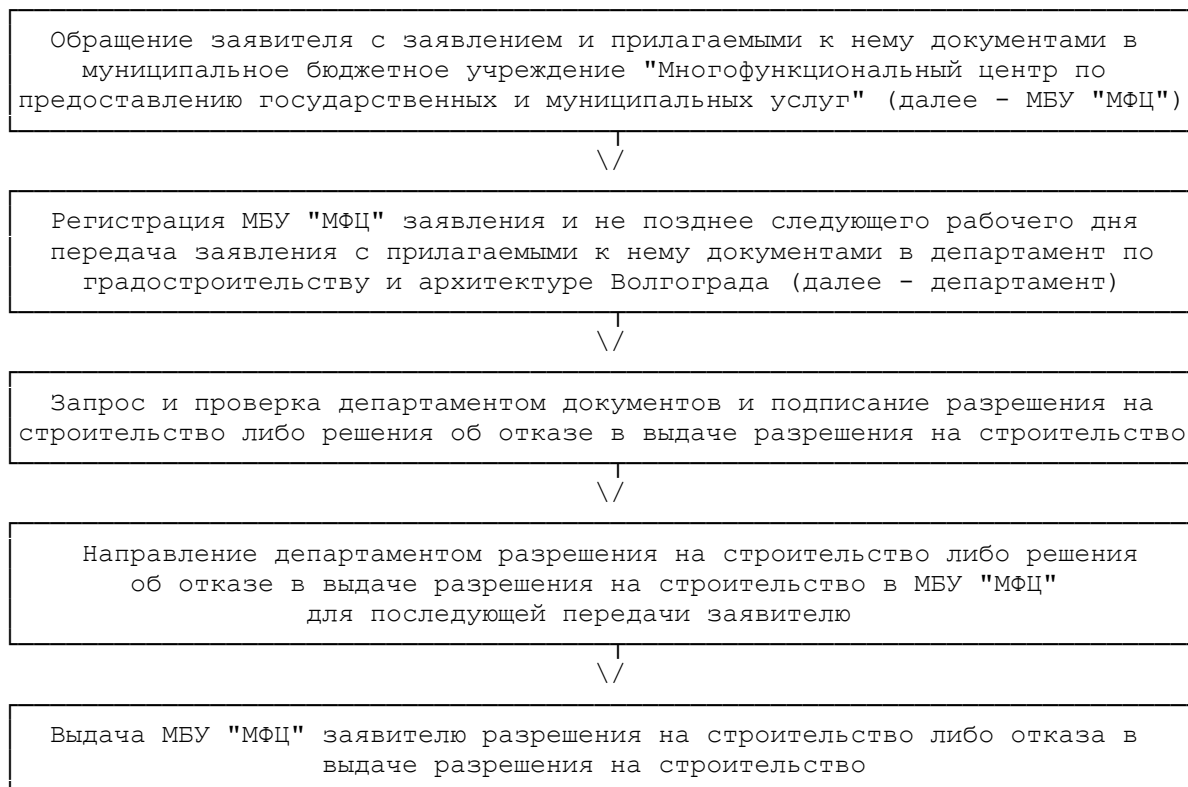 Обращение заявителя с заявлением и прилагаемыми к нему документами в
муниципальное бюджетное учреждение "Многофункциональный центр по
предоставлению государственных и муниципальных услуг" (далее - МБУ "МФЦ")
\/
Регистрация МБУ "МФЦ" заявления и не позднее следующего рабочего дня
передача заявления с прилагаемыми к нему документами в департамент по
градостроительству и архитектуре Волгограда (далее - департамент)
\/
Запрос и проверка департаментом документов и подписание разрешения на
строительство либо решения об отказе в выдаче разрешения на строительство
\/
Направление департаментом разрешения на строительство либо решения
об отказе в выдаче разрешения на строительство в МБУ "МФЦ"
для последующей передачи заявителю
\/
Выдача МБУ "МФЦ" заявителю разрешения на строительство либо отказа в
выдаче разрешения на строительство